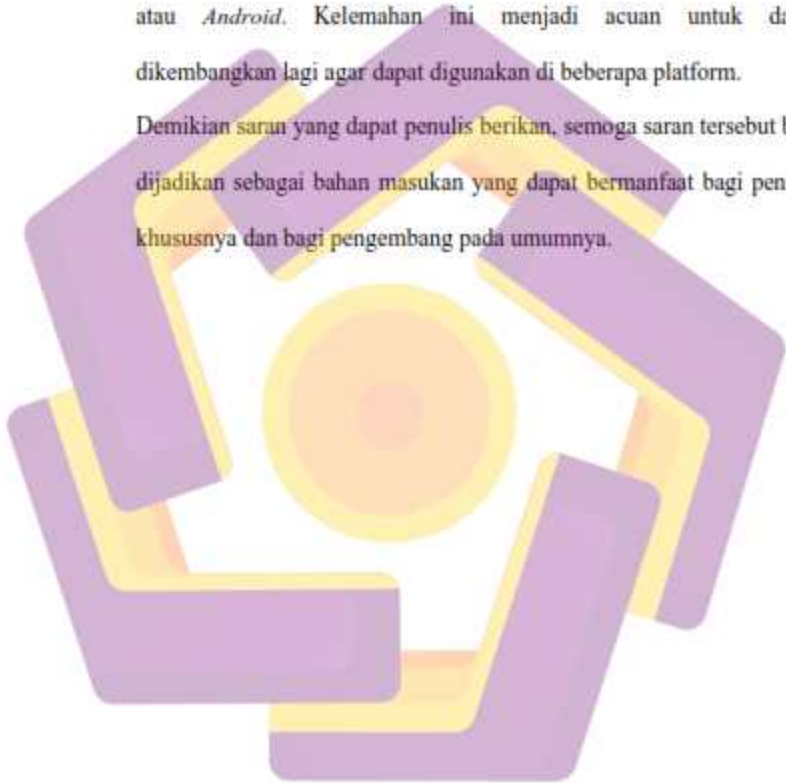 atau Android. Kelemahan ini menjadi acuan untuk da
dikembangkan lagi agar dapat digunakan di beberapa platform.
Demikian saran yang dapat penulis berikan, semoga saran tersebut b
dijadikan sebagai bahan masukan yang dapat bermanfaat bagi pen
khususnya dan bagi pengembang pada umumnya.